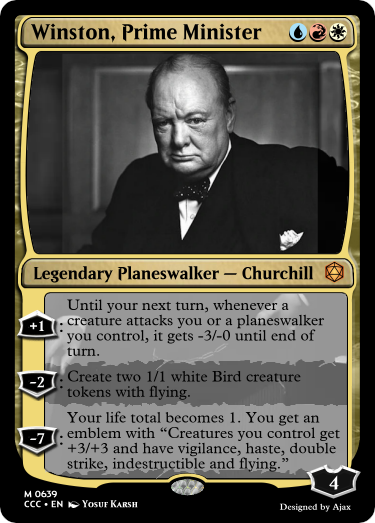 Winston, Prime Minister
Legendary Planeswalker — Churchill
+1
Until your next turn, whenever a
creature attacks you or a planeswalker
you control, it gets -3/-0 until end of
turn.
-2
Create two 1/1 white Bird creature
tokens with flying.
-7
Your life total becomes 1. You get an
emblem with “Creatures you control get
+3/+3 and have vigilance, haste, double
strike, indestructible and flying.”
4
M 0639
CCC • EN Yosuf Karsh
Designed by Ajax